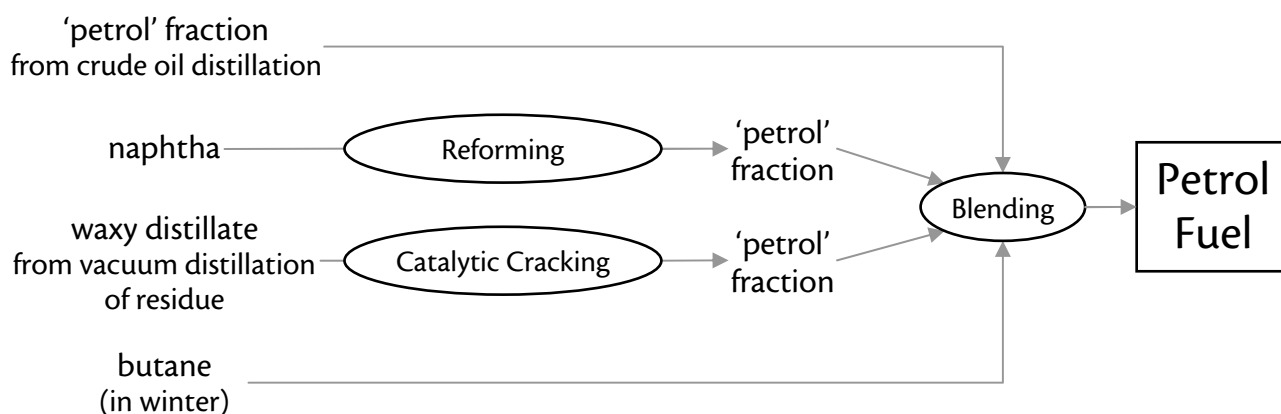 ‘petrol’ fraction
from crude oil distillation
naphtha
Reforming
‘petrol’
fraction
waxy distillate
from vacuum distillation
of residue
Catalytic Cracking
‘petrol’
fraction
butane
(in winter)
Blending
Petrol
Fuel